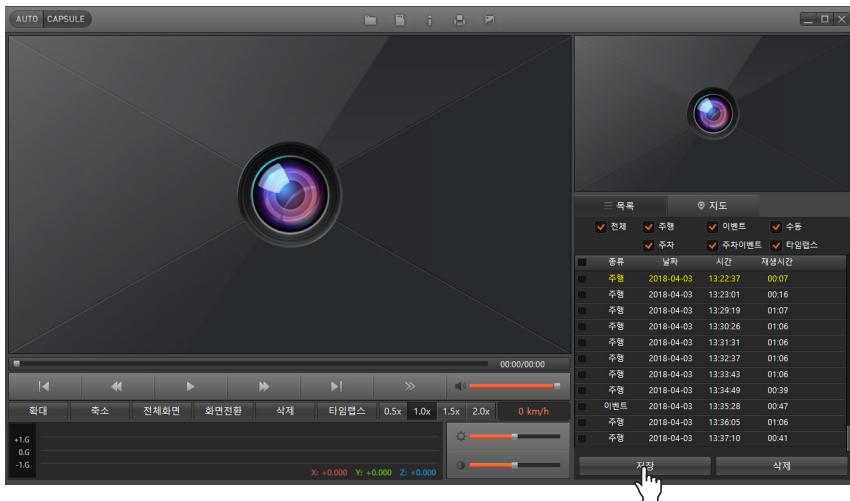 AUTO CAPSULE
목록 지도
전체 주행 이벤트 수동
주차 주차이벤트 타임랩스
종류 날짜 시간 재생시간
주행 2018-04-03 13:22:37 00:07
주행 2018-04-03 13:23:01 00:16
주행 2018-04-03 13:29:19 01:07
주행 2018-04-03 13:30:26 01:06
주행 2018-04-03 13:31:31 01:06
주행 2018-04-03 13:32:37 01:06
주행 2018-04-03 13:33:43 01:06
주행 2018-04-03 13:34:49 00:39
이벤트 2018-04-03 13:35:28 00:47
주행 2018-04-03 13:36:05 01:06
주행 2018-04-03 13:37:10 00:41
저장 삭제
00:00/00:00
확대 축소 전체화면 화면전환 삭제 타임랩스 0.5x 1.0x 1.5x 2.0x 0 km/h
+1.G
0.G
-1.G
X: +0.000 Y: +0.000 Z: +0.000